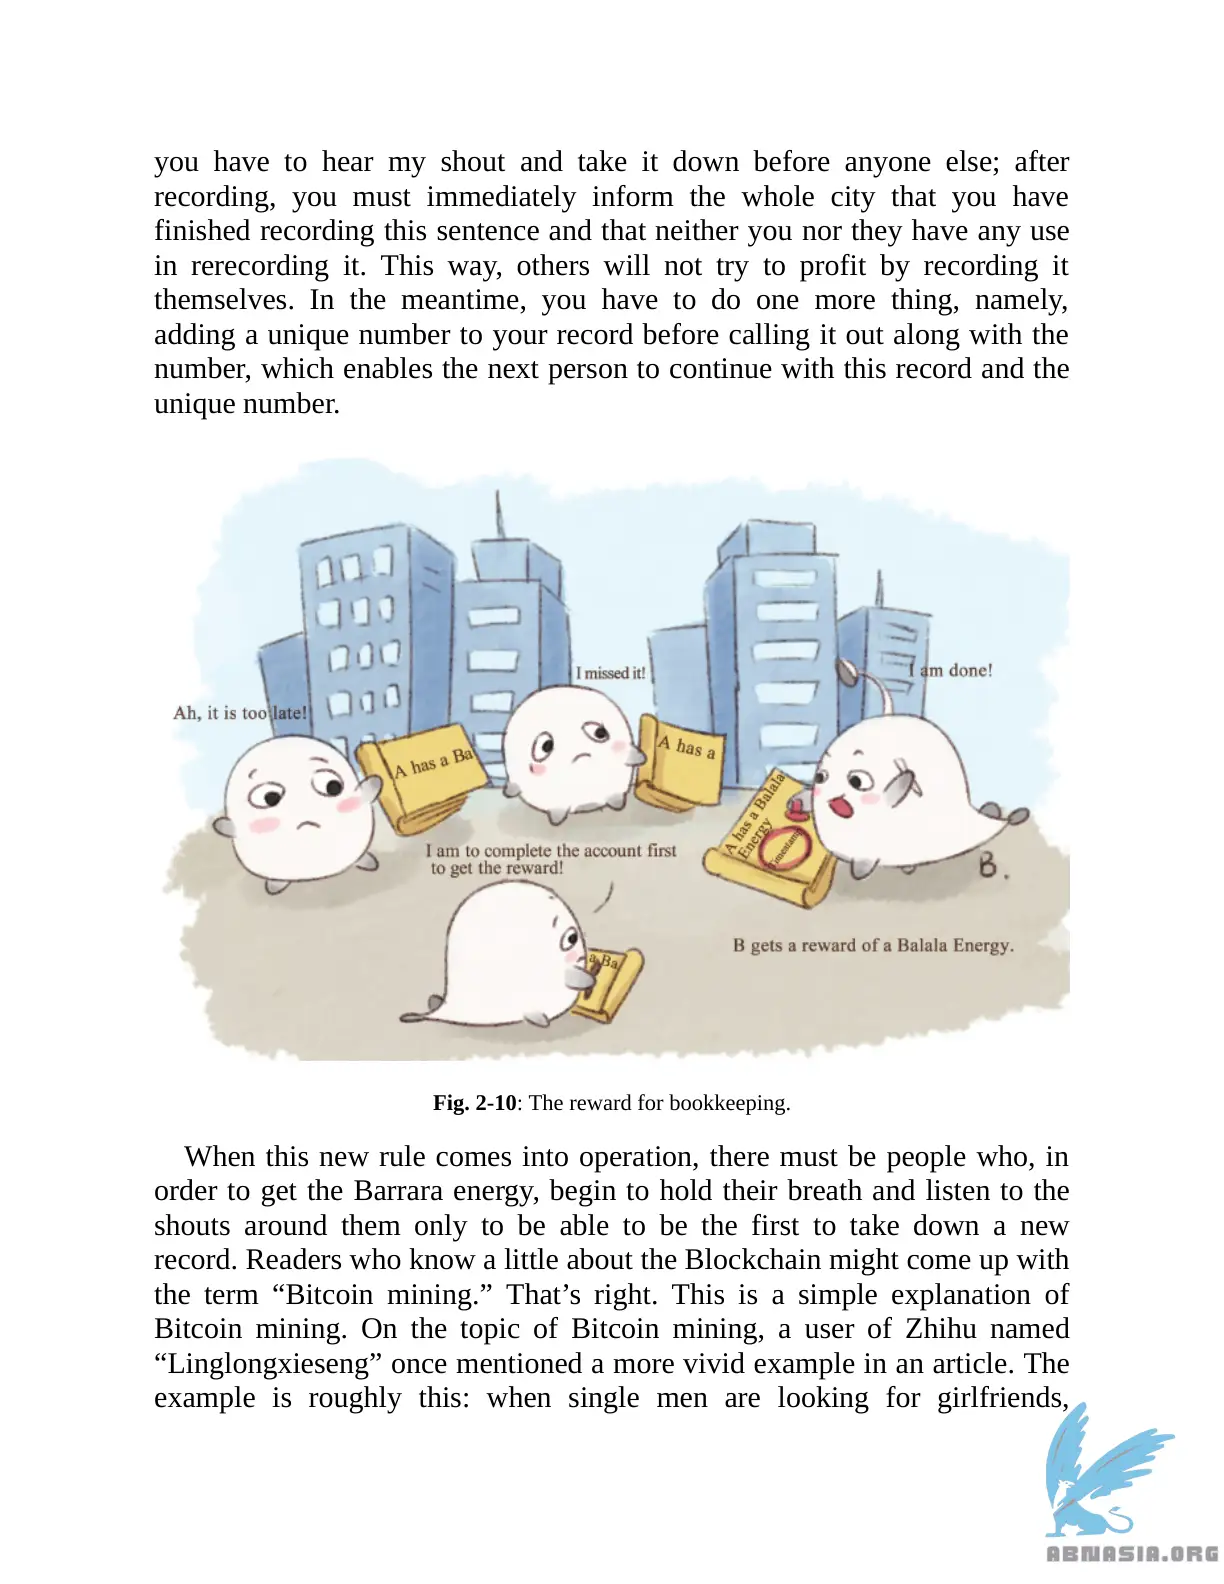 you have to hear my shout and take it down before anyone else; after
recording, you must immediately inform the whole city that you have
finished recording this sentence and that neither you nor they have any use
in rerecording it. This way, others will not try to profit by recording it
themselves. In the meantime, you have to do one more thing, namely,
adding a unique number to your record before calling it out along with the
number, which enables the next person to continue with this record and the
unique number.
I missed it!
I am done!
Ah, it is too late!
A has a Ba
A has a
A has a Balala
Energy
Timestamp
I am to complete the account first
to get the reward!
B.
a Ba
B gets a reward of a Balala Energy.
Fig. 2-10: The reward for bookkeeping.
When this new rule comes into operation, there must be people who, in
order to get the Barrara energy, begin to hold their breath and listen to the
shouts around them only to be able to be the first to take down a new
record. Readers who know a little about the Blockchain might come up with
the term “Bitcoin mining.” That’s right. This is a simple explanation of
Bitcoin mining. On the topic of Bitcoin mining, a user of Zhihu named
“Linglongxieseng” once mentioned a more vivid example in an article. The
example is roughly this: when single men are looking for girlfriends,
ABNASIA.ORG